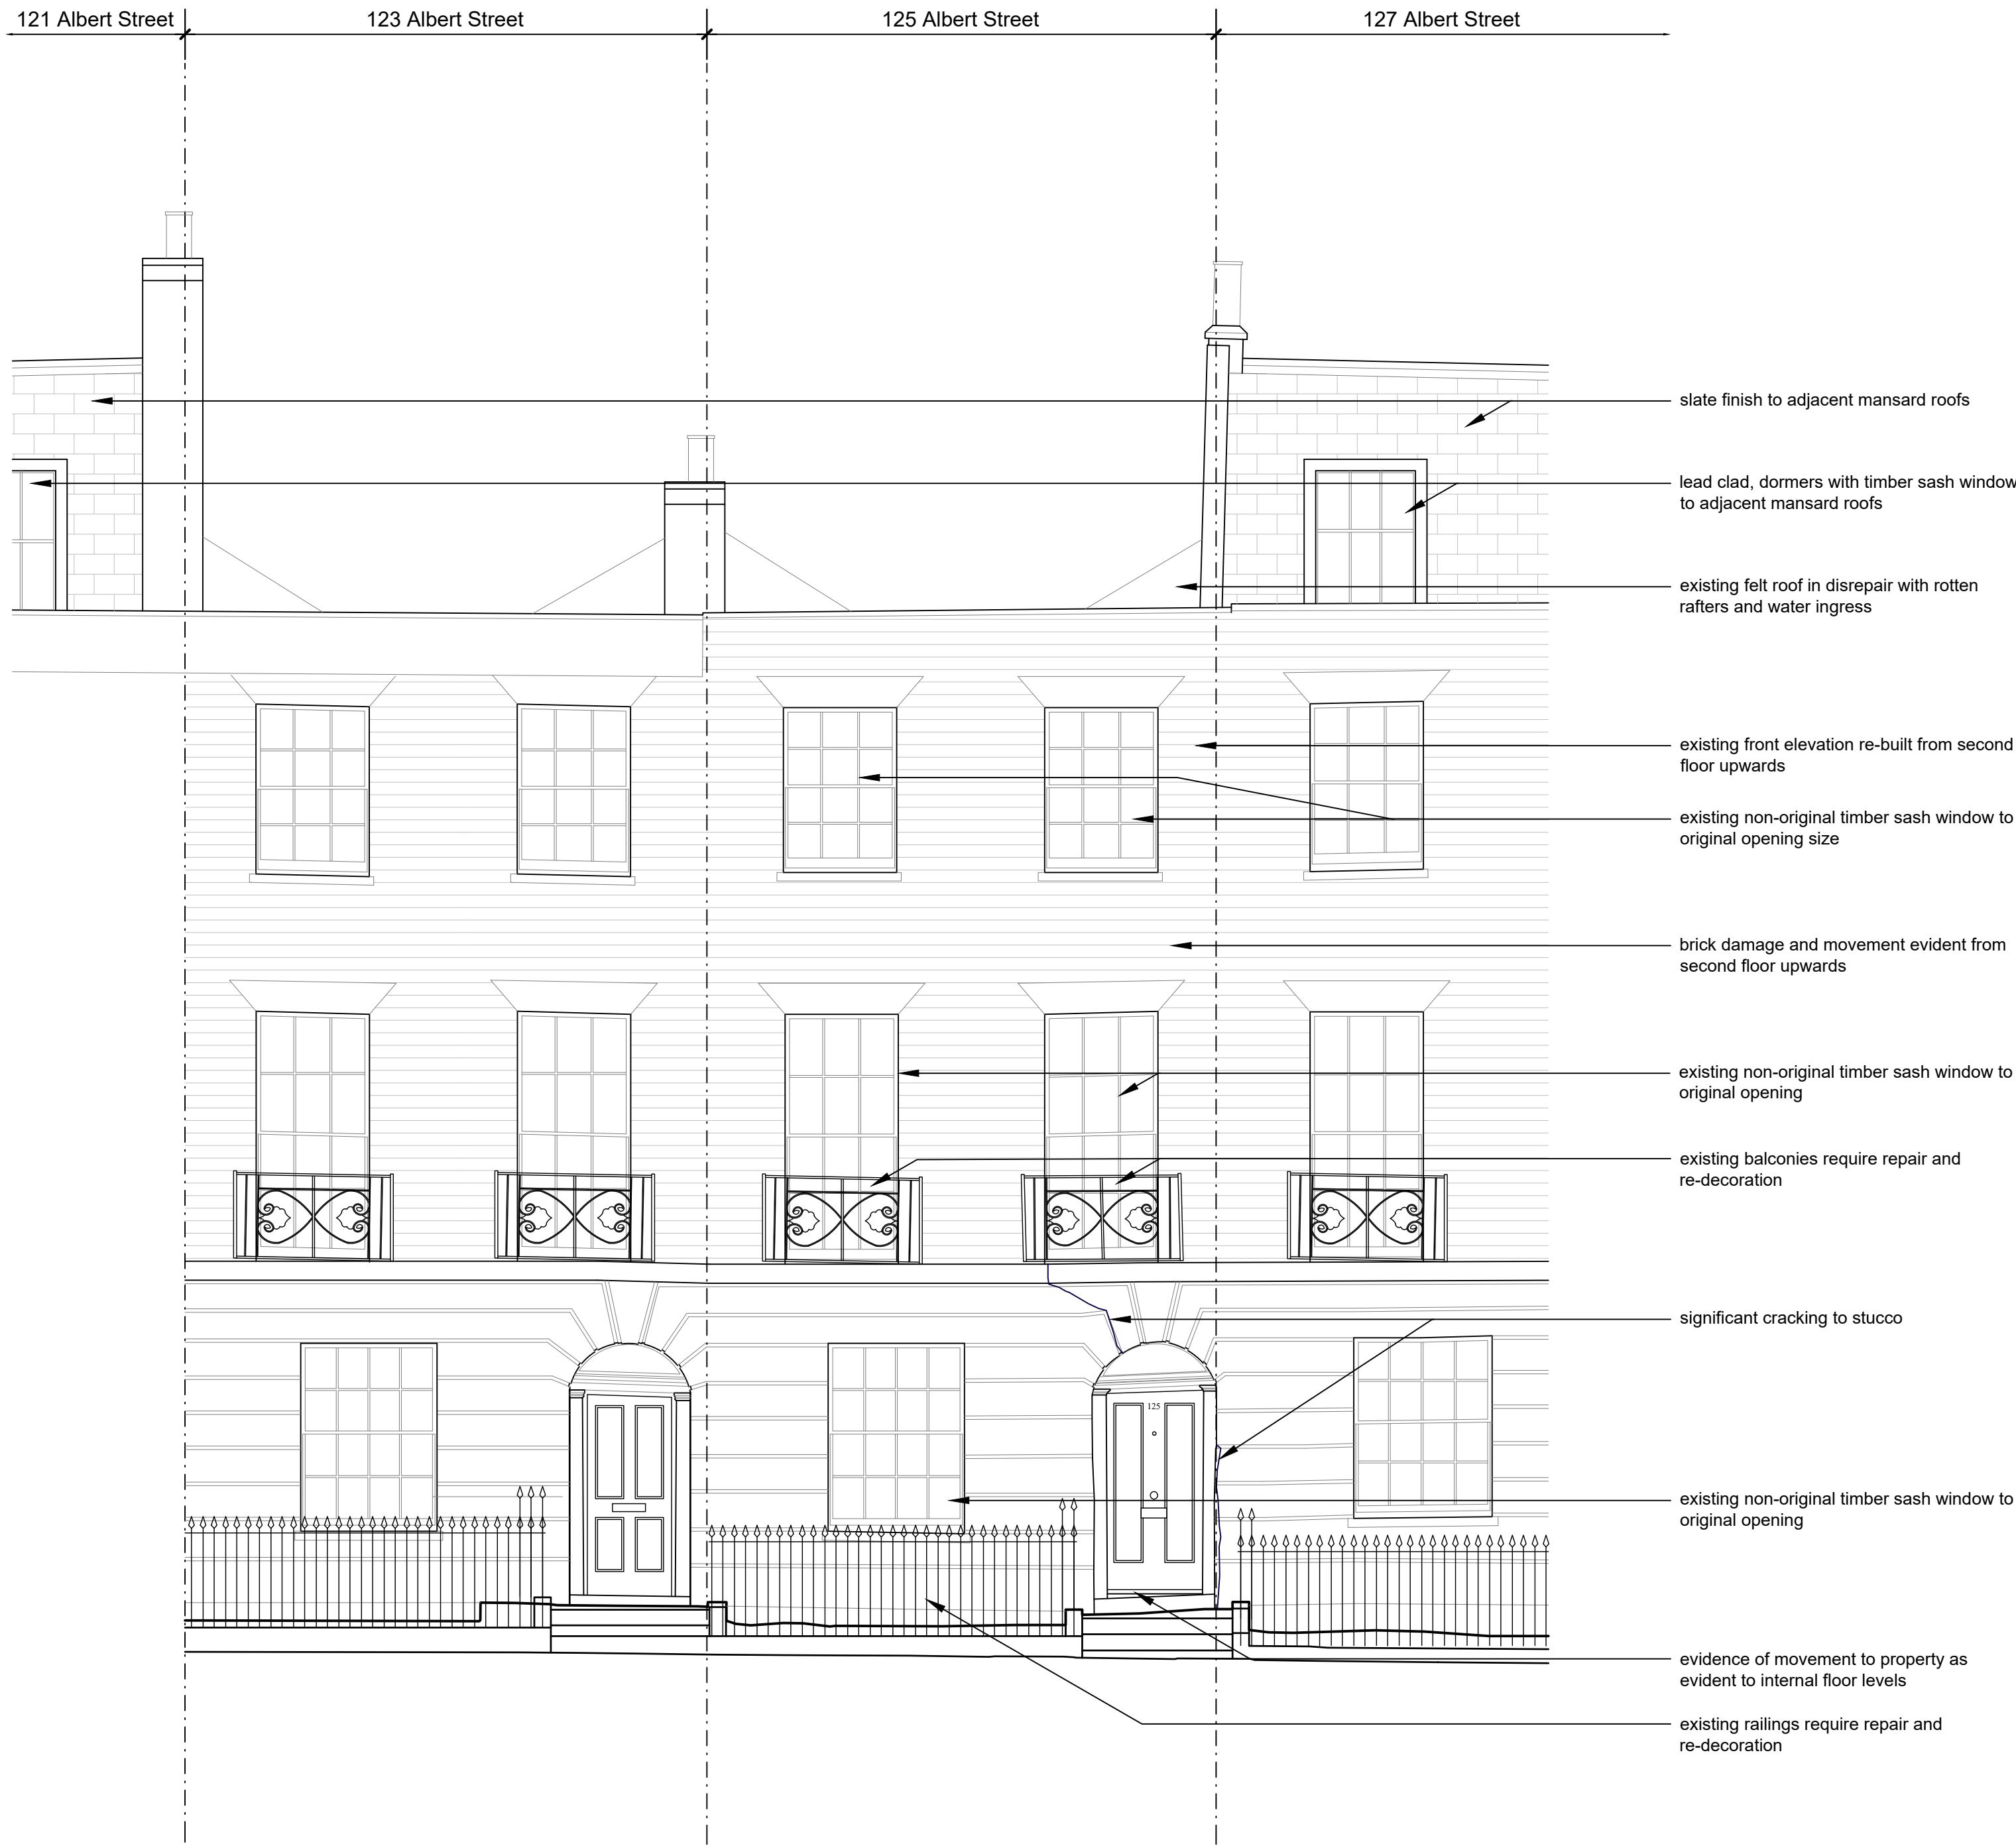 121 Albert Street
123 Albert Street
125 Albert Street
127 Albert Street
slate finish to adjacent mansard roofs
lead clad, dormers with timber sash window
to adjacent mansard roofs
existing felt roof in disrepair with rotten
rafters and water ingress
existing front elevation re-built from second
floor upwards
existing non-original timber sash window to
original opening size
brick damage and movement evident from
second floor upwards
existing non-original timber sash window to
original opening
existing balconies require repair and
re-decoration
significant cracking to stucco
125
existing non-original timber sash window to
original opening
evidence of movement to property as
evident to internal floor levels
existing railings require repair and
re-decoration